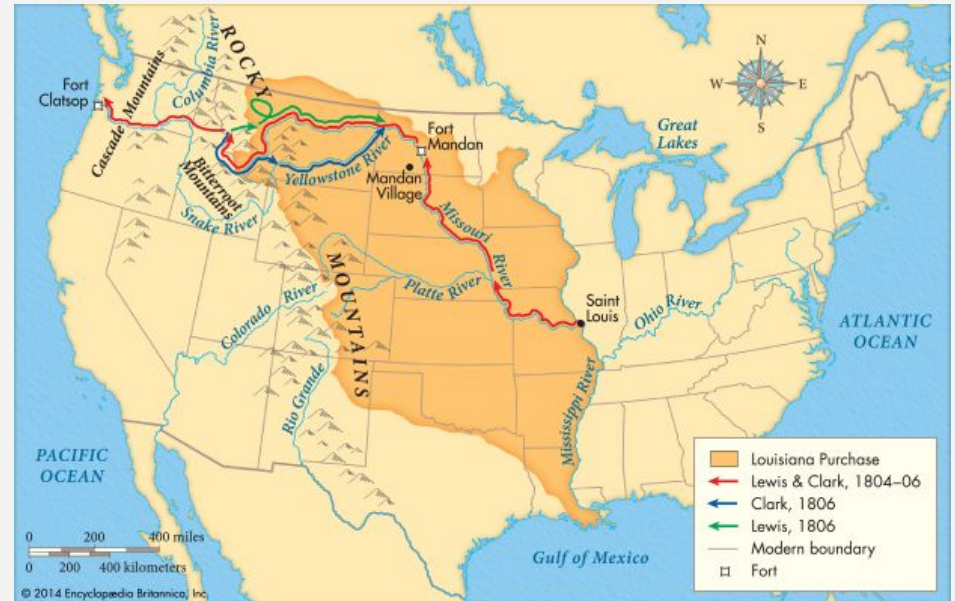 ROCKY
Columbia River
Fort
Clatsop
Cascade Mountains
N
W
E
S
Great
Lakes
Fort
Mandan
Yellowstone River
Mandan
Village
Bitterroot
Mountains
Snake River
Missouri
River
MOUNTAINS
Platte River
Saint
Louis
Ohio River
Colorado River
ATLANTIC
OCEAN
Rio Grande
Mississippi River
PACIFIC
OCEAN
Louisiana Purchase
Lewis & Clark, 1804–06
Clark, 1806
Lewis, 1806
Modern boundary
Fort
0 200 400 miles
0 200 400 kilometers
Gulf of Mexico
© 2014 Encyclopædia Britannica, Inc.